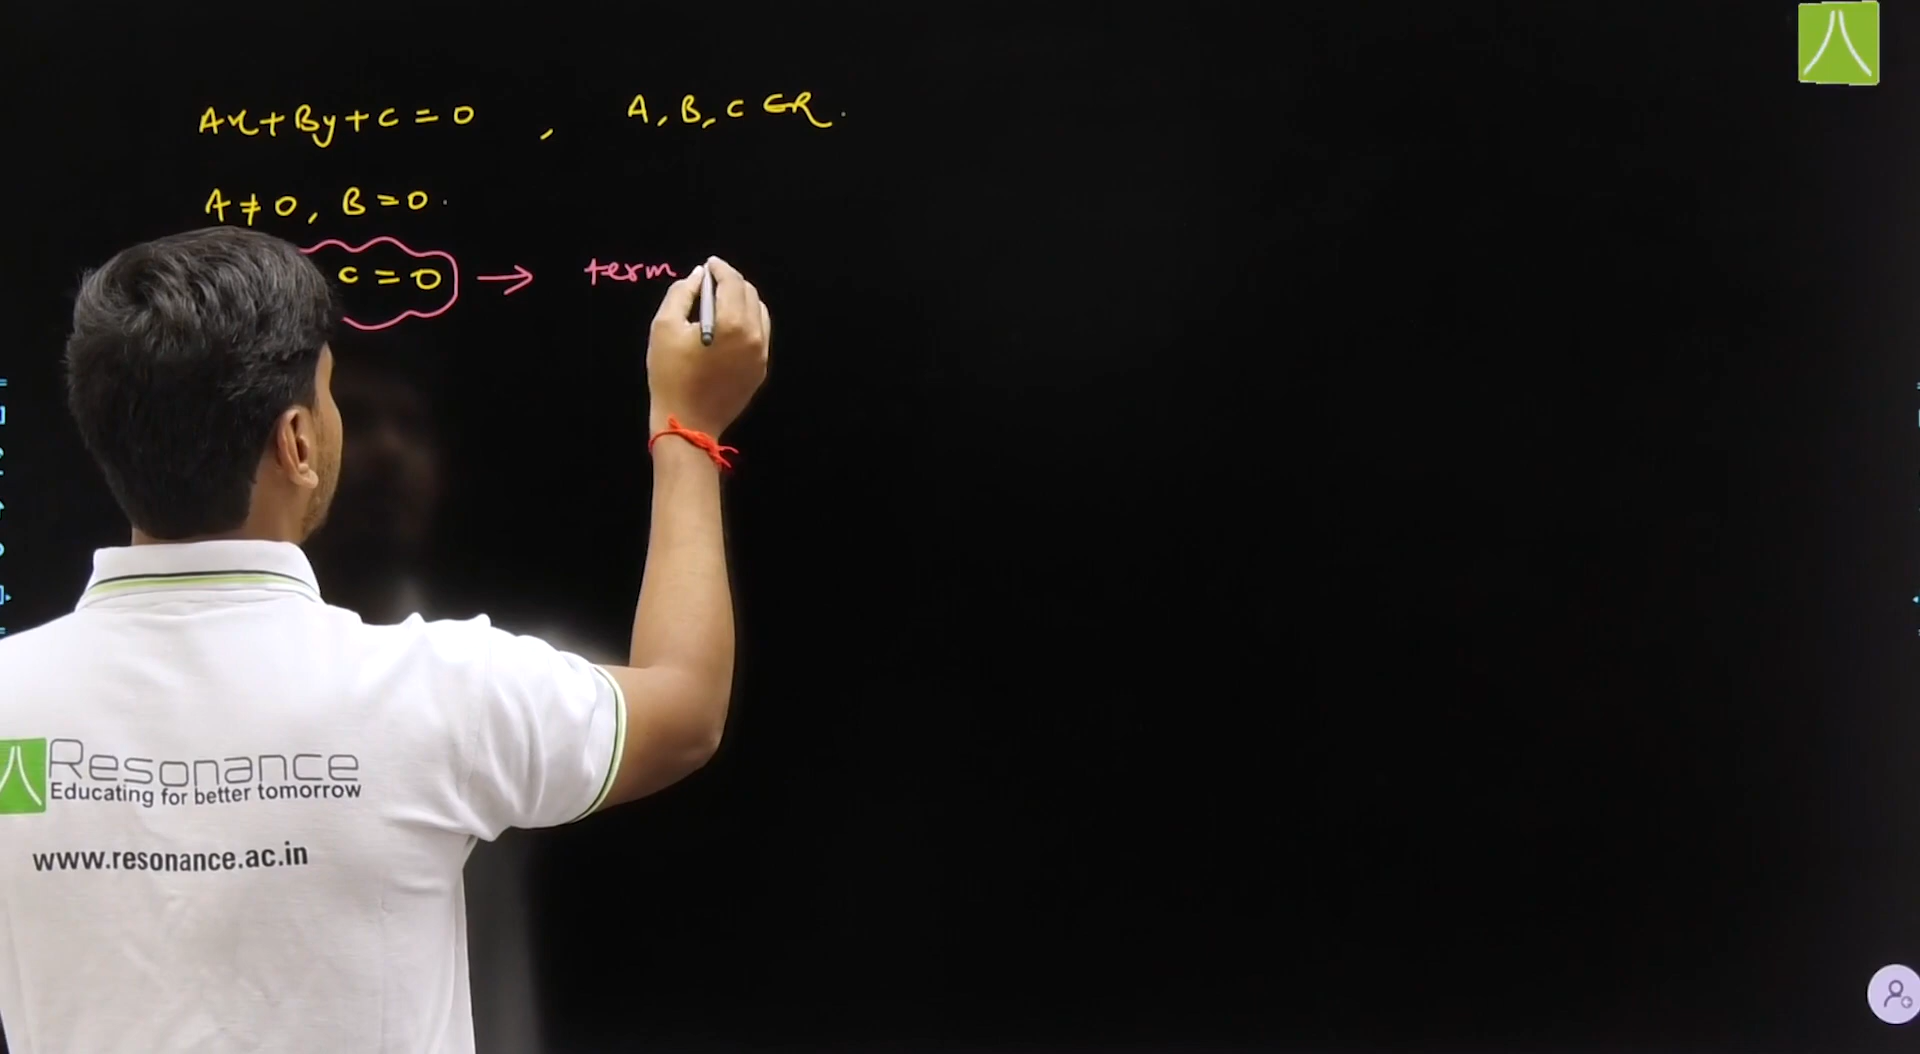 Ax+By+C=0 , A, B, C ∈ R.
A≠0, B=0.
C=0 → term
Resonance
Educating for better tomorrow
www.resonance.ac.in